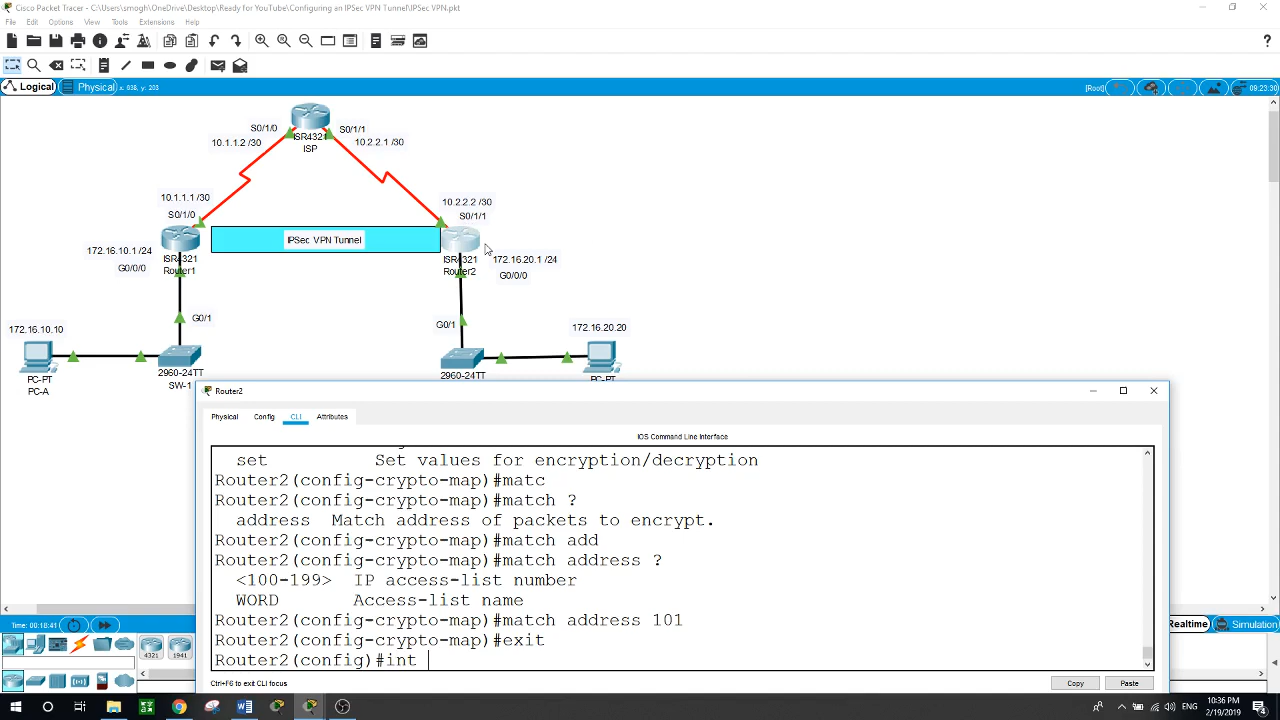 Cisco Packet Tracer - C:\Users\smogh\OneDrive\Desktop\Ready for YouTube\Configuring an IPSec VPN Tunnel\IPSec VPN.pkt
File Edit Options View Tools Extensions Help
Logical Physical x: 838, y: 203 [Root] 09:23:30
ISR4321
ISP
S0/1/0
S0/1/1
10.1.1.2 /30
10.2.2.1 /30
10.1.1.1 /30
S0/1/0
10.2.2.2 /30
S0/1/1
IPSec VPN Tunnel
172.16.10.1 /24
G0/0/0
ISR4321
Router1
ISR4321
Router2
172.16.20.1 /24
G0/0/0
G0/1
G0/1
172.16.10.10
172.16.20.20
PC-PT
PC-A
2960-24TT
SW-1
2960-24TT
PC-PT
Router2
Physical Config CLI Attributes
IOS Command Line Interface
set Set values for encryption/decryption
Router2(config-crypto-map)#matc
Router2(config-crypto-map)#match ?
address Match address of packets to encrypt.
Router2(config-crypto-map)#match add
Router2(config-crypto-map)#match address ?
<100-199> IP access-list number
WORD Access-list name
Router2(config-crypto-map)#match address 101
Router2(config-crypto-map)#exit
Router2(config)#int
Ctrl+F6 to exit CLI focus
Copy Paste
Time: 00:18:41
Realtime Simulation
4321 1941
ENG
10:36 PM
2/19/2019